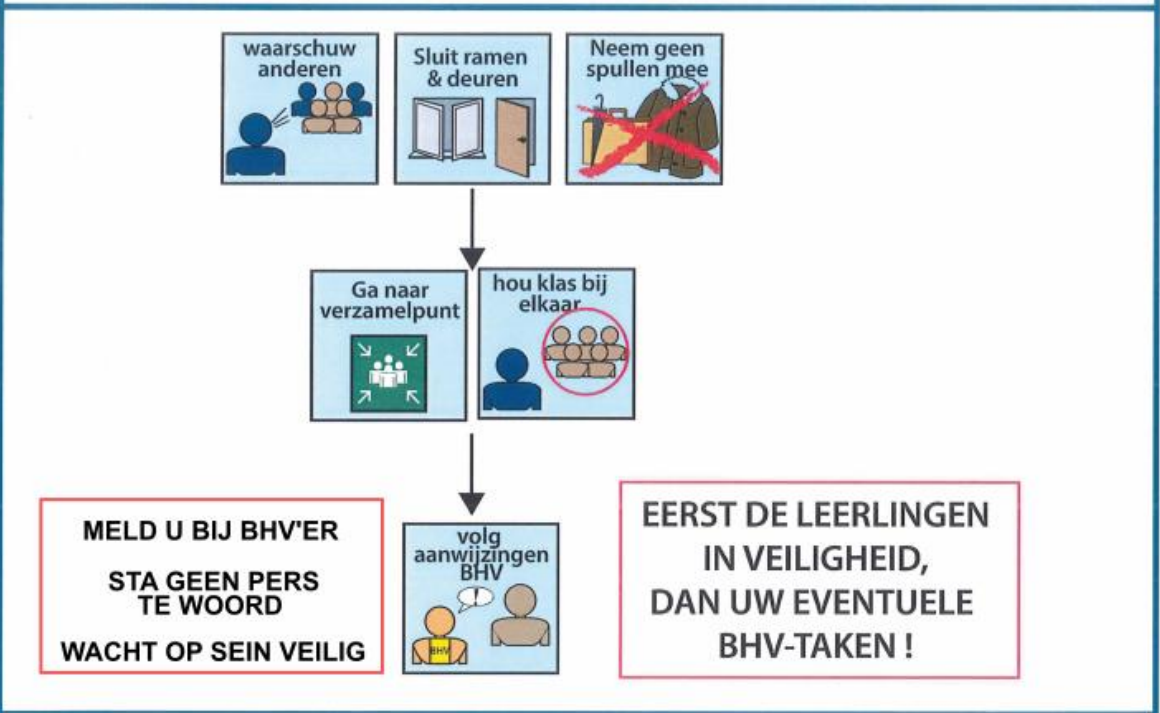 waarschuw
anderen
Sluit ramen
& deuren
Neem geen
spullen mee
Ga naar
verzamelpunt
hou klas bij
elkaar
MELD U BIJ BHV'ER
STA GEEN PERS
TE WOORD
WACHT OP SEIN VEILIG
volg
aanwijzingen
BHV
!
BHV
EERST DE LEERLINGEN
IN VEILIGHEID,
DAN UW EVENTUELE
BHV-TAKEN !